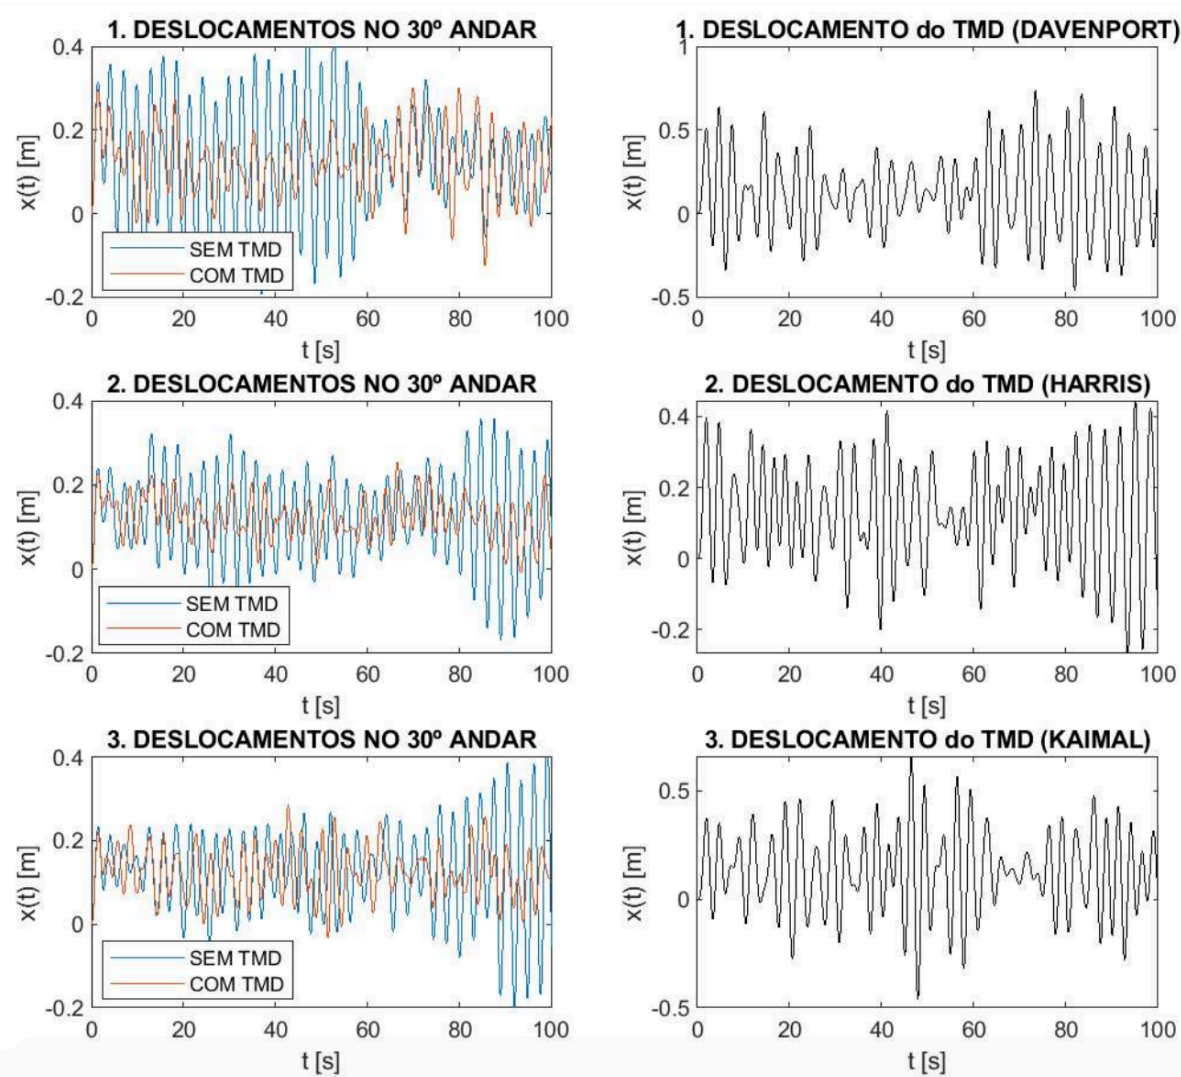 1. DESLOCAMENTOS NO 30º ANDAR
0.4
0.2
0
-0.2
x(t) [m]
SEM TMD
COM TMD
0 20 40 60 80 100
t [s]
1. DESLOCAMENTO do TMD (DAVENPORT)
1
0.5
0
-0.5
x(t) [m]
0 20 40 60 80 100
t [s]
2. DESLOCAMENTOS NO 30º ANDAR
0.4
0.2
0
-0.2
x(t) [m]
SEM TMD
COM TMD
0 20 40 60 80 100
t [s]
2. DESLOCAMENTO do TMD (HARRIS)
0.4
0.2
0
-0.2
x(t) [m]
0 20 40 60 80 100
t [s]
3. DESLOCAMENTOS NO 30º ANDAR
0.4
0.2
0
-0.2
x(t) [m]
SEM TMD
COM TMD
0 20 40 60 80 100
t [s]
3. DESLOCAMENTO do TMD (KAIMAL)
0.5
0
-0.5
x(t) [m]
0 20 40 60 80 100
t [s]